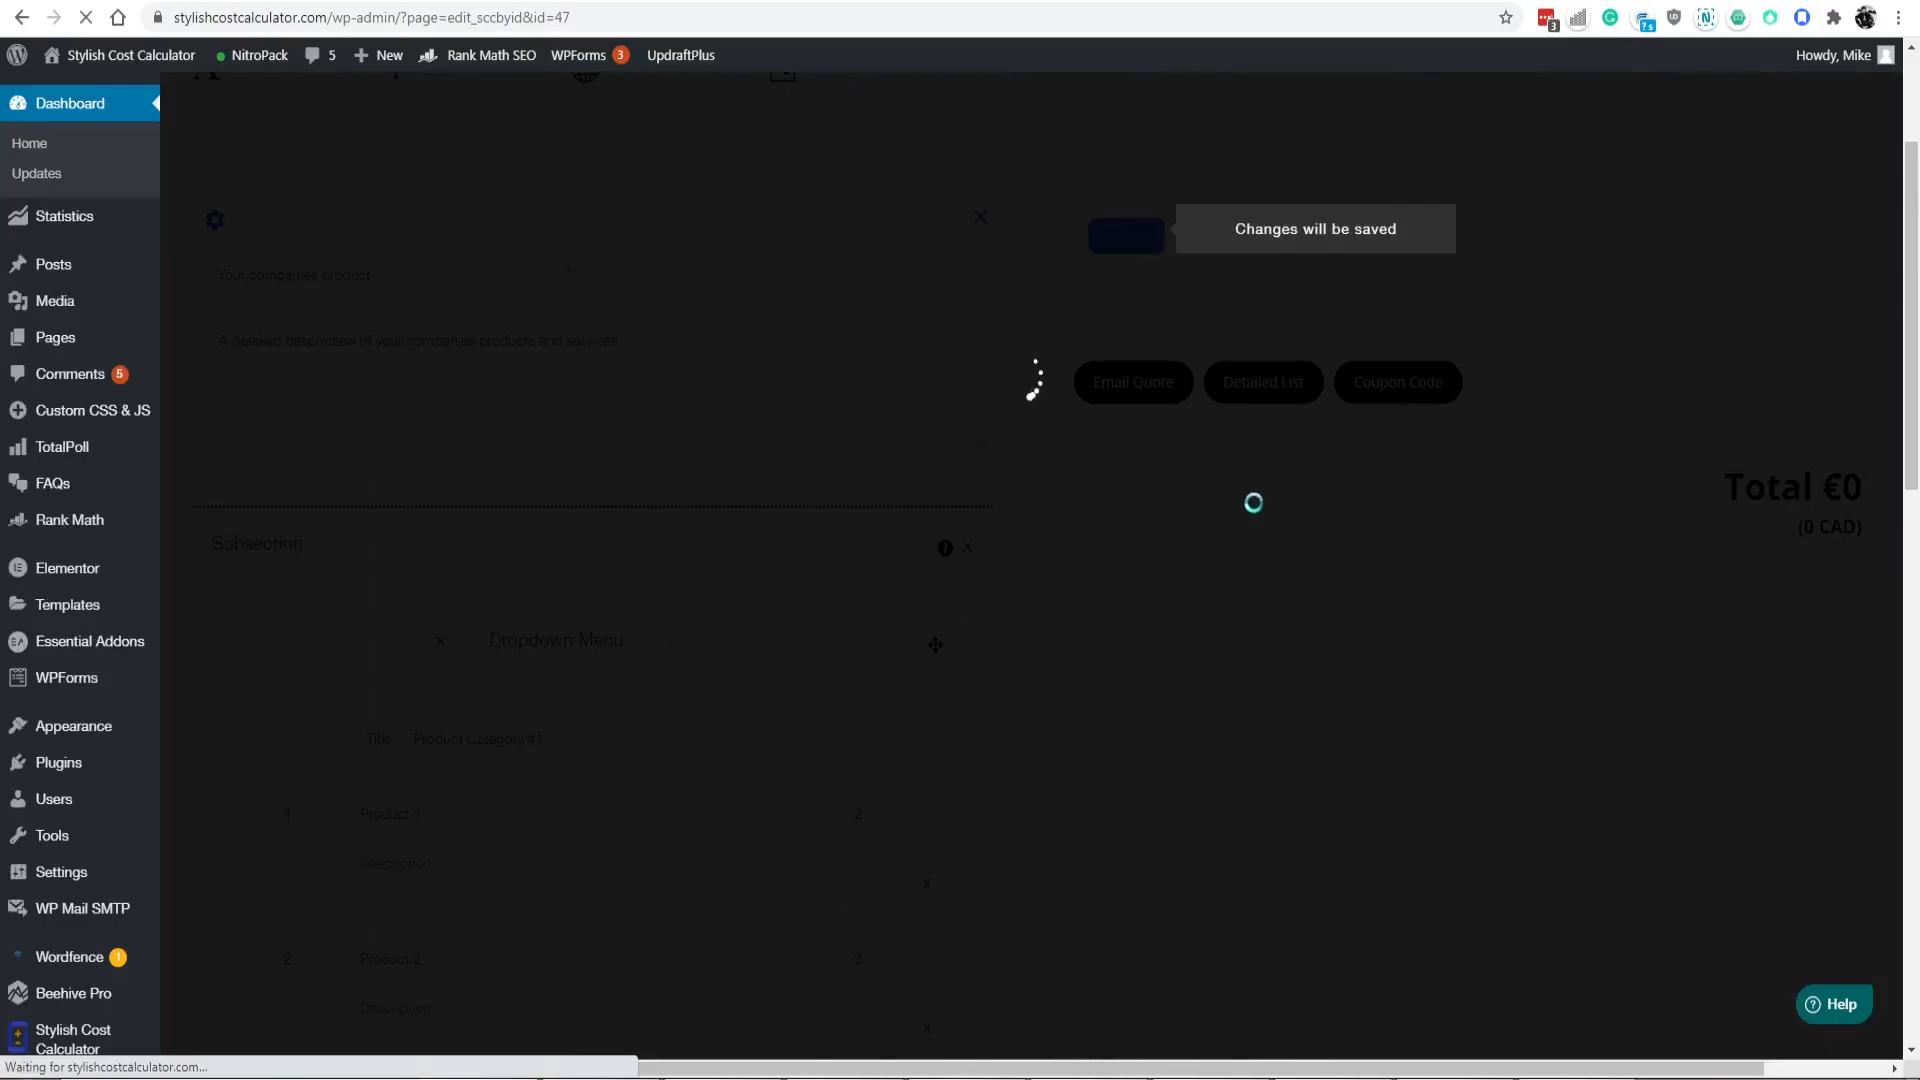 stylishcostcalculator.com/wp-admin/?page=edit_sccbyid&id=47
3
?s
Stylish Cost Calculator
NitroPack
5
New
Rank Math SEO
WPForms 3
UpdraftPlus
Howdy, Mike
Dashboard
Home
Updates
Statistics
Posts
Media
Pages
Comments 5
Custom CSS & JS
TotalPoll
FAQs
Rank Math
Elementor
Templates
Essential Addons
WPForms
Appearance
Plugins
Users
Tools
Settings
WP Mail SMTP
Wordfence 1
Beehive Pro
Stylish Cost
Calculator
X
Changes will be saved
Your companies product
A detailed description of your companies products and services
Email Quote
Detailed List
Coupon Code
Total €0
(0 CAD)
Subsection
X
x
Dropdown Menu
-
Title
Product Category #1
1
Product 1
2
Description
X
2
Product 2
3
Description
X
Help
Waiting for stylishcostcalculator.com...